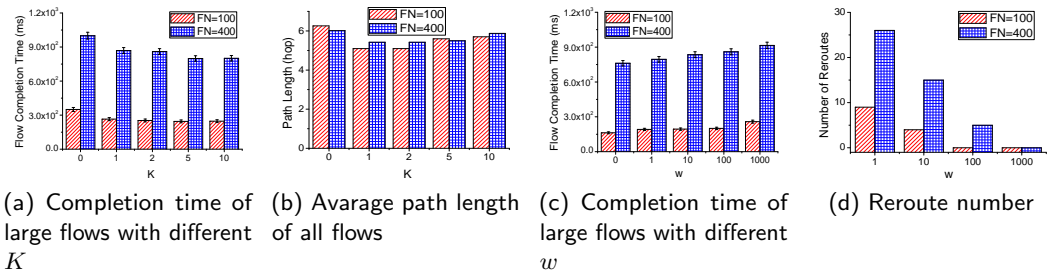 Flow Completion Time (ms)
1.2x10³
9.0x10²
6.0x10²
3.0x10²
0.0
FN=100
FN=400
0 1 2 5 10
K
(a) Completion time of
large flows with different
K
Path Length (hop)
6
4
2
0
FN=100
FN=400
0 1 2 5 10
K
(b) Avarage path length
of all flows
Flow Completion Time (ms)
1.2x10³
9.0x10²
6.0x10²
3.0x10²
0.0
FN=100
FN=400
0 1 10 100 1000
w
(c) Completion time of
large flows with different
w
Number of Reroutes
30
20
10
0
FN=100
FN=400
1 10 100 1000
w
(d) Reroute number